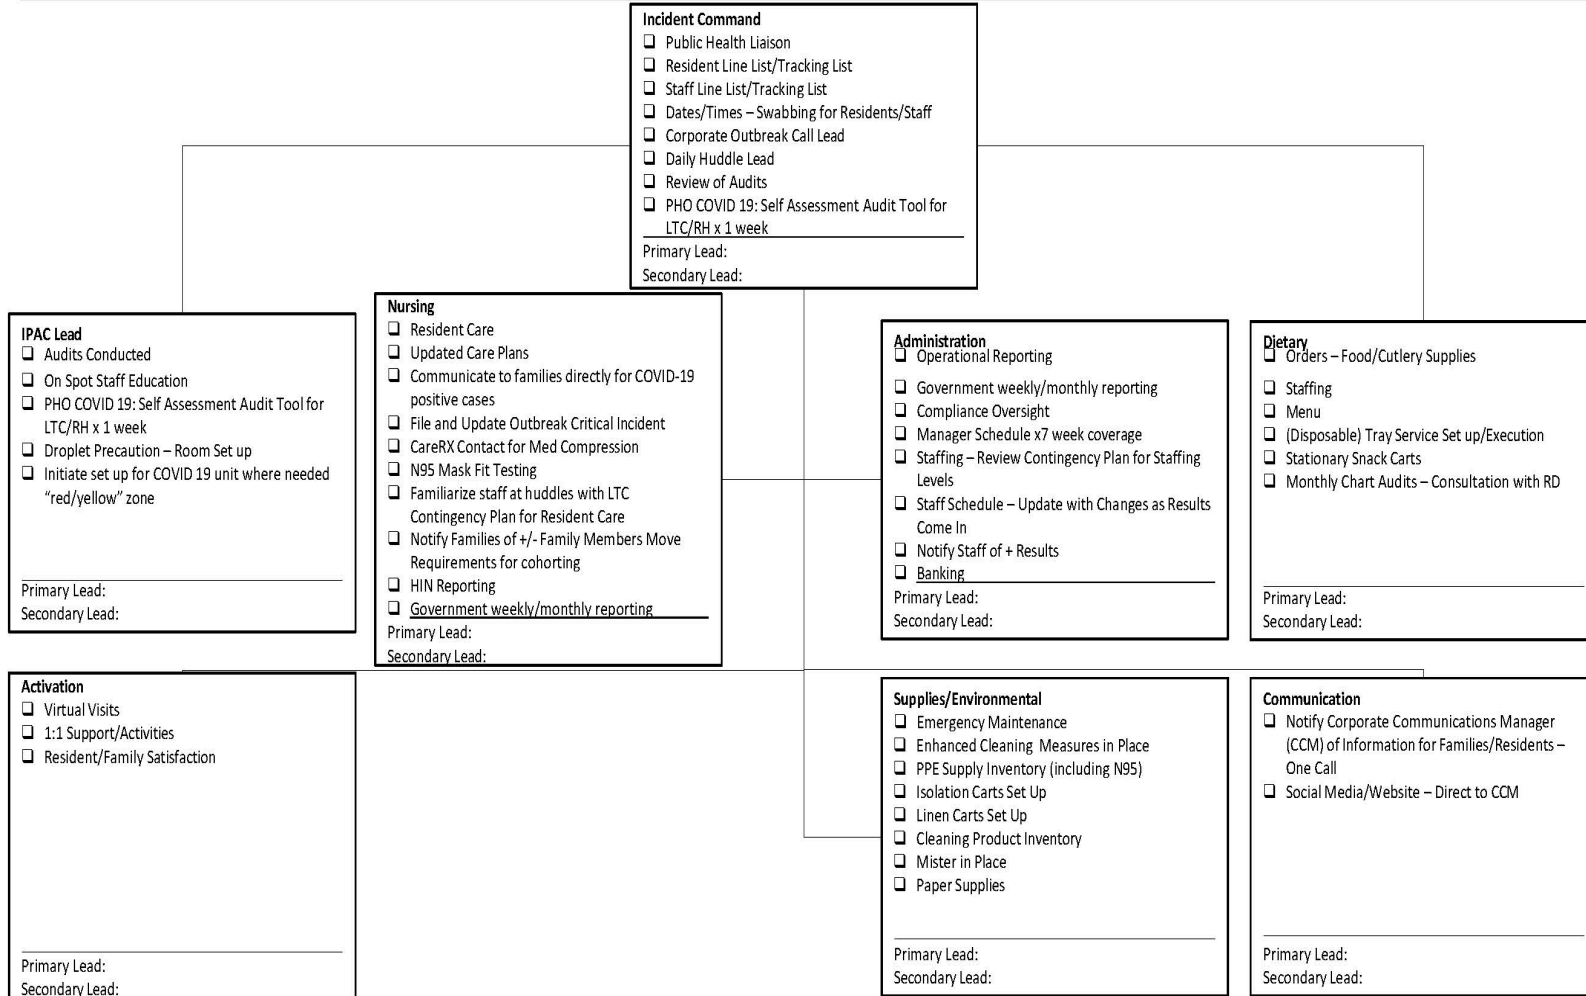 Incident Command
❑ Public Health Liaison
❑ Resident Line List/Tracking List
❑ Staff Line List/Tracking List
❑ Dates/Times – Swabbing for Residents/Staff
❑ Corporate Outbreak Call Lead
❑ Daily Huddle Lead
❑ Review of Audits
❑ PHO COVID 19: Self Assessment Audit Tool for
LTC/RH x 1 week
Primary Lead:
Secondary Lead:
IPAC Lead
❑ Audits Conducted
❑ On Spot Staff Education
❑ PHO COVID 19: Self Assessment Audit Tool for
LTC/RH x 1 week
❑ Droplet Precaution – Room Set up
❑ Initiate set up for COVID 19 unit where needed
“red/yellow” zone
Primary Lead:
Secondary Lead:
Nursing
❑ Resident Care
❑ Updated Care Plans
❑ Communicate to families directly for COVID-19
positive cases
❑ File and Update Outbreak Critical Incident
❑ CareRX Contact for Med Compression
❑ N95 Mask Fit Testing
❑ Familiarize staff at huddles with LTC
Contingency Plan for Resident Care
❑ Notify Families of +/- Family Members Move
Requirements for cohorting
❑ HIN Reporting
❑ Government weekly/monthly reporting
Primary Lead:
Secondary Lead:
Administration
❑ Operational Reporting
❑ Government weekly/monthly reporting
❑ Compliance Oversight
❑ Manager Schedule x7 week coverage
❑ Staffing – Review Contingency Plan for Staffing
Levels
❑ Staff Schedule – Update with Changes as Results
Come In
❑ Notify Staff of + Results
❑ Banking
Primary Lead:
Secondary Lead:
Dietary
❑ Orders – Food/Cutlery Supplies
❑ Staffing
❑ Menu
❑ (Disposable) Tray Service Set up/Execution
❑ Stationary Snack Carts
❑ Monthly Chart Audits – Consultation with RD
Primary Lead:
Secondary Lead:
Activation
❑ Virtual Visits
❑ 1:1 Support/Activities
❑ Resident/Family Satisfaction
Primary Lead:
Secondary Lead:
Supplies/Environmental
❑ Emergency Maintenance
❑ Enhanced Cleaning Measures in Place
❑ PPE Supply Inventory (including N95)
❑ Isolation Carts Set Up
❑ Linen Carts Set Up
❑ Cleaning Product Inventory
❑ Mister in Place
❑ Paper Supplies
Primary Lead:
Secondary Lead:
Communication
❑ Notify Corporate Communications Manager
(CCM) of Information for Families/Residents –
One Call
❑ Social Media/Website – Direct to CCM
Primary Lead:
Secondary Lead: